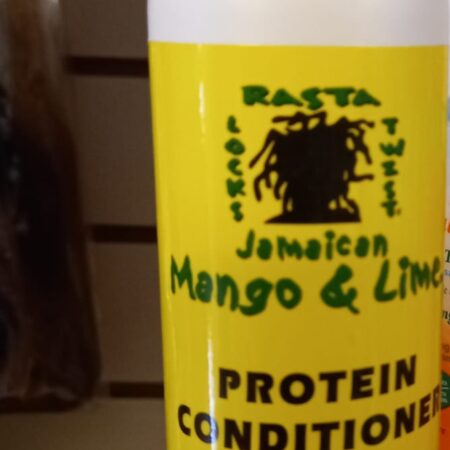 RASTA
LOCKS
TWIST
Jamaican
Mango & Lime
PROTEIN
CONDITIONER